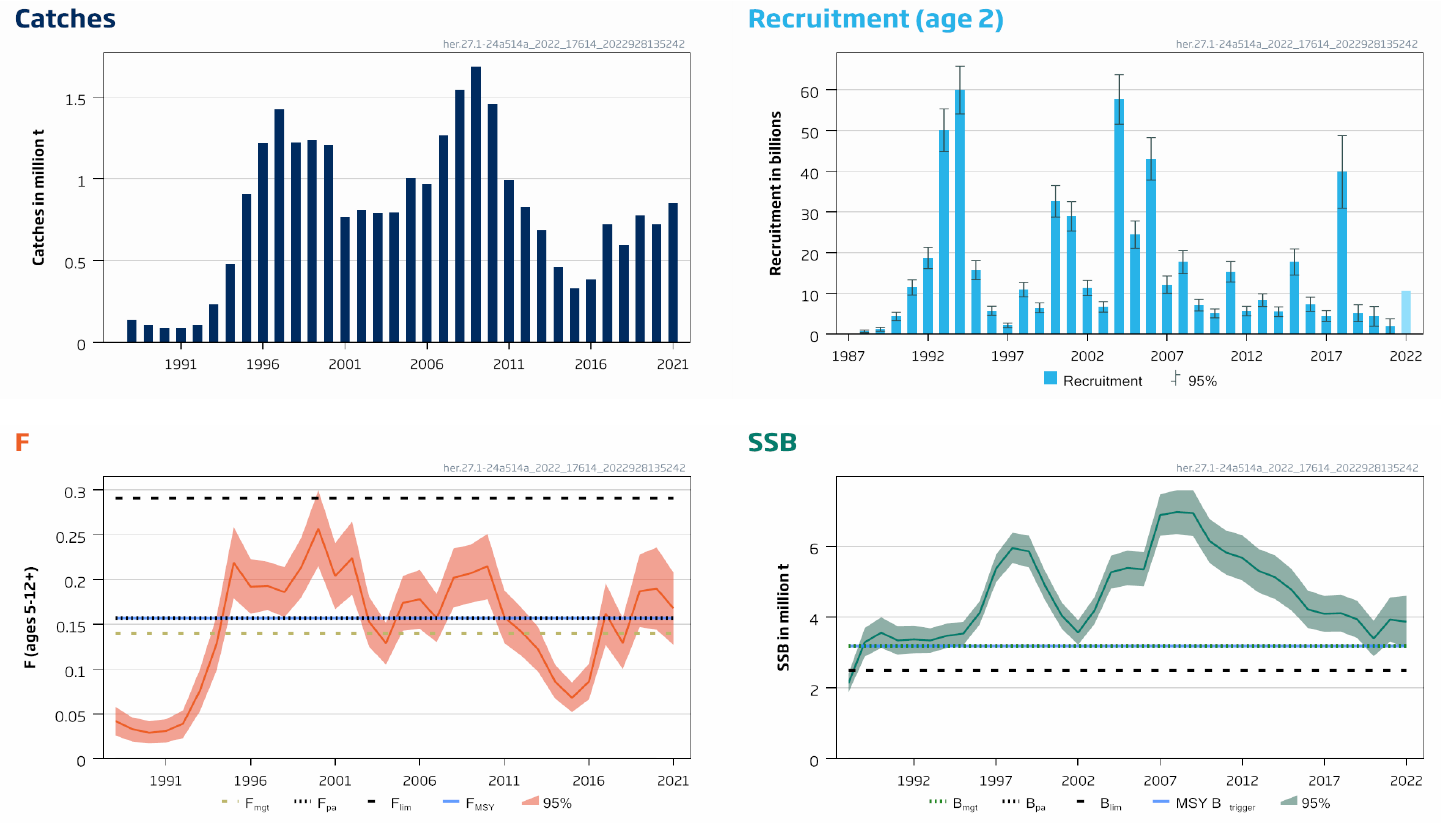 Catches
her.27.1-24a514a_2022_17614_2022928135242
Catches in million t
1.5
1
0.5
0
1991 1996 2001 2006 2011 2016 2021
Recruitment (age 2)
her.27.1-24a514a_2022_17614_2022928135242
Recruitment in billions
60
50
40
30
20
10
0
1987 1992 1997 2002 2007 2012 2017 2022
Recruitment 95%
F
her.27.1-24a514a_2022_17614_2022928135242
F (ages 5-12+)
0.3
0.25
0.2
0.15
0.1
0.05
0
1991 1996 2001 2006 2011 2016 2021
Fmgt Fpa Flim FMSY 95%
SSB
her.27.1-24a514a_2022_17614_2022928135242
SSB in million t
6
4
2
0
1992 1997 2002 2007 2012 2017 2022
Bmgt Bpa Blim MSY B trigger 95%